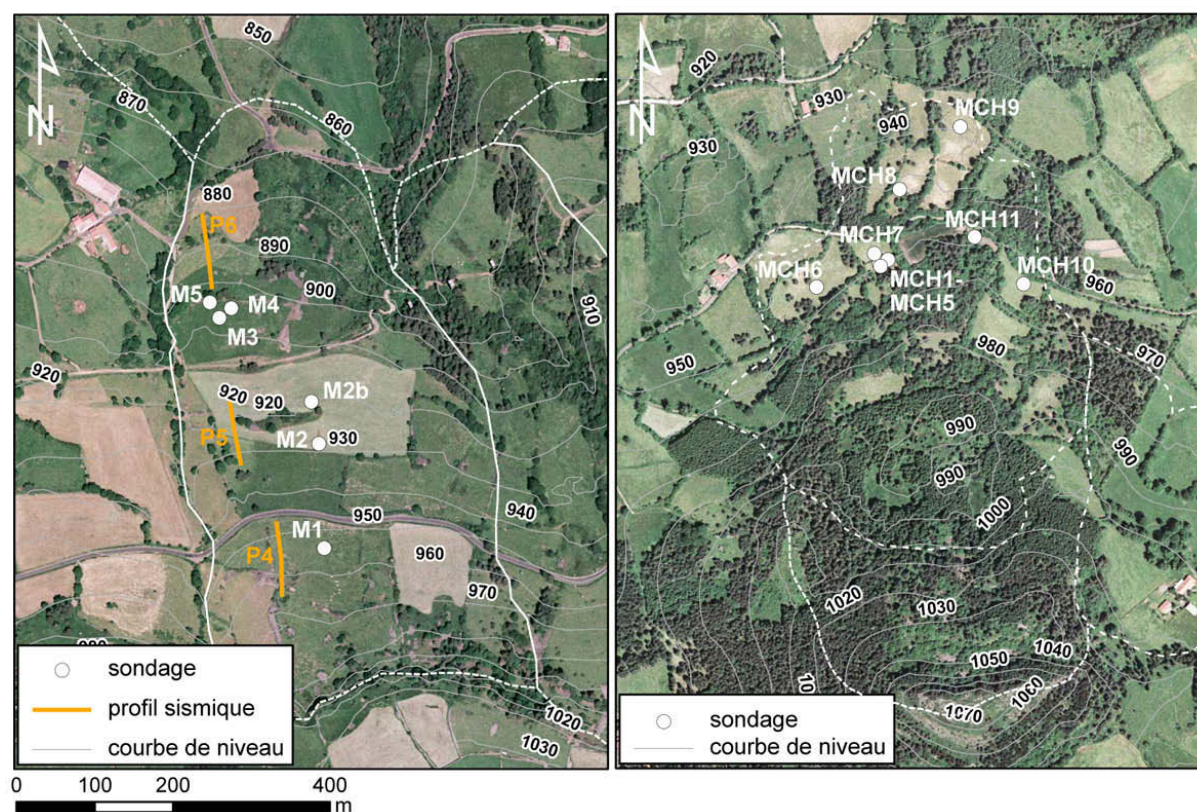 850
870
860
N
880
P6
890
M5
M4
900
M3
910
920
920
920
M2b
P5
M2
930
940
950
M1
P4
960
970
1020
1030
sondage
profil sismique
courbe de niveau
0
100
200
400
m
920
930
MCH9
940
N
930
MCH8
MCH11
MCH7
MCH6
MCH1-
MCH5
MCH10
960
950
980
970
990
990
990
1000
1020
1030
1040
1050
1060
1070
sondage
courbe de niveau